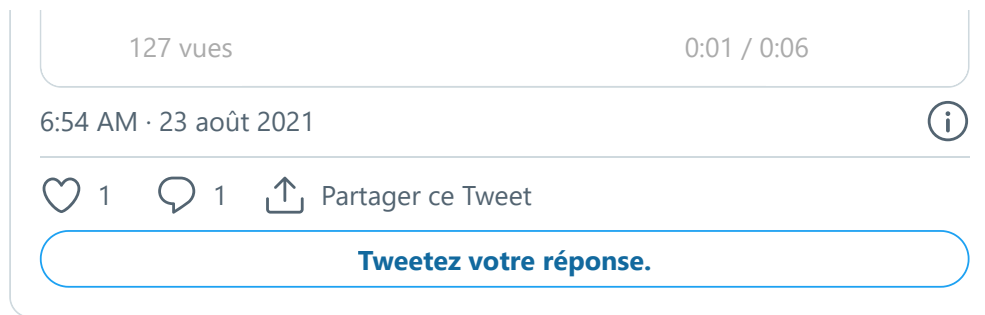 127 vues 0:01 / 0:06
6:54 AM · 23 août 2021
1 1 Partager ce Tweet
Tweetez votre réponse.